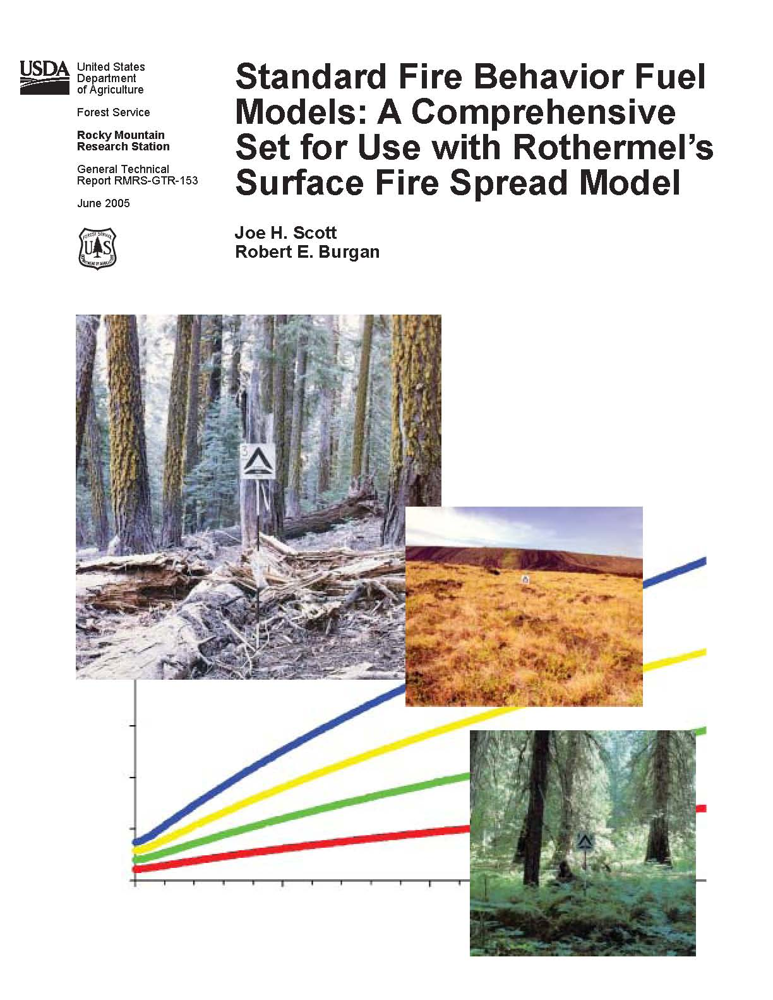 USDA
United States
Department
of Agriculture
Forest Service
Rocky Mountain
Research Station
General Technical
Report RMRS-GTR-153
June 2005
FOREST SERVICE
U S
DEPARTMENT OF AGRICULTURE
Standard Fire Behavior Fuel
Models: A Comprehensive
Set for Use with Rothermel’s
Surface Fire Spread Model
Joe H. Scott
Robert E. Burgan
3
N